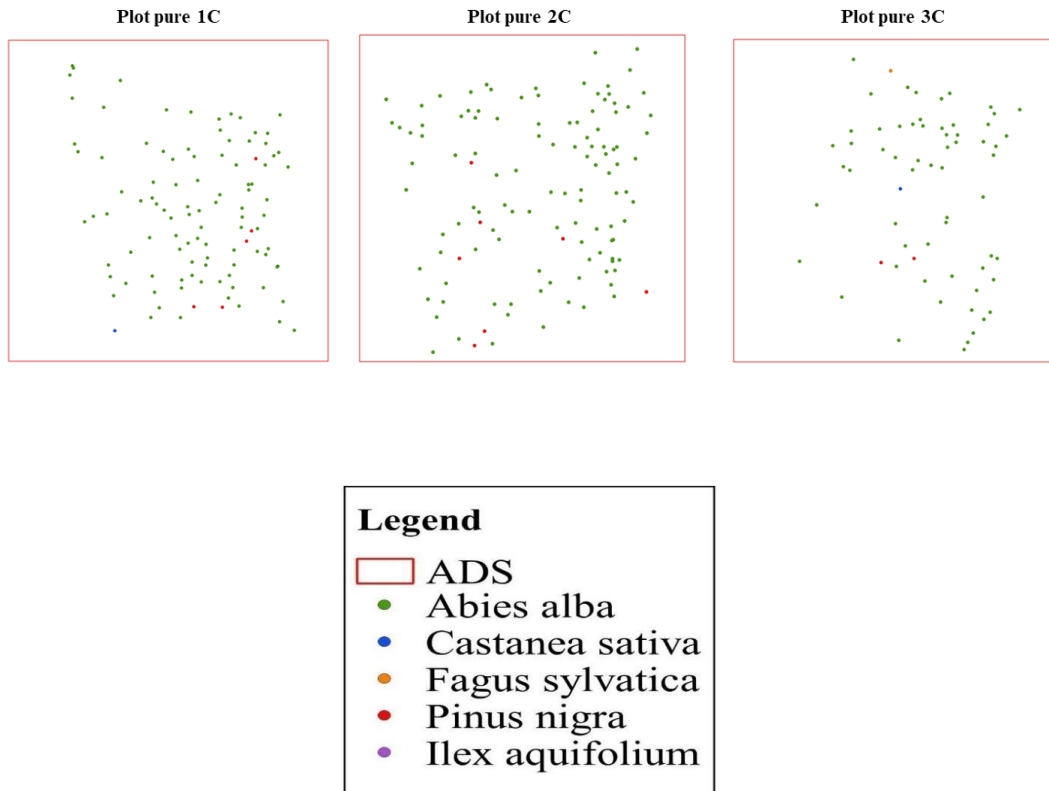 Plot pure 1C
Plot pure 2C
Plot pure 3C
Legend
ADS
Abies alba
Castanea sativa
Fagus sylvatica
Pinus nigra
Ilex aquifolium